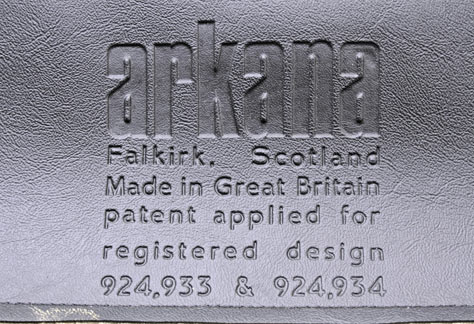 arkana
Falkirk. Scotland
Made in Great Britain
patent applied for
registered design
924,933 & 924,934